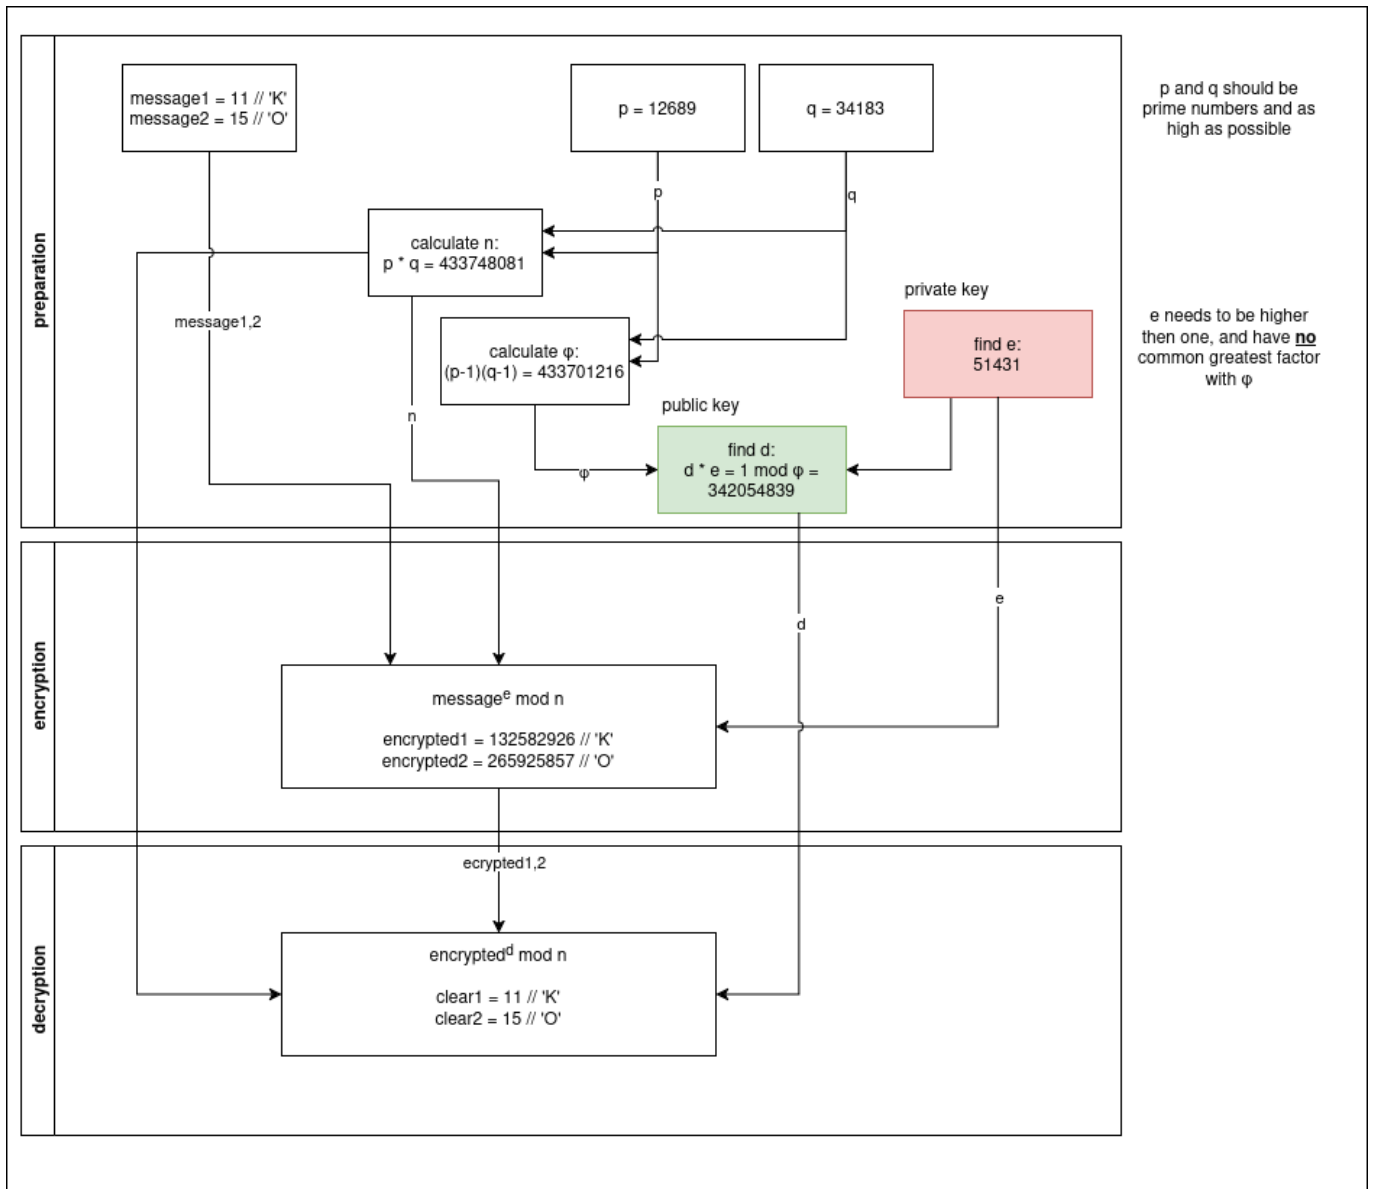 message1 = 11 // 'K'
message2 = 15 // 'O'
p = 12689
q = 34183
p and q should be
prime numbers and as
high as possible
p
q
calculate n:
p * q = 433748081
preparation
message1,2
private key
find e:
51431
e needs to be higher
then one, and have no
common greatest factor
with φ
calculate φ:
(p-1)(q-1) = 433701216
n
public key
find d:
d * e = 1 mod φ =
342054839
φ
encryption
e
d
messageᵉ mod n
encrypted1 = 132582926 // 'K'
encrypted2 = 265925857 // 'O'
ecrypted1,2
decryption
encryptedᵈ mod n
clear1 = 11 // 'K'
clear2 = 15 // 'O'